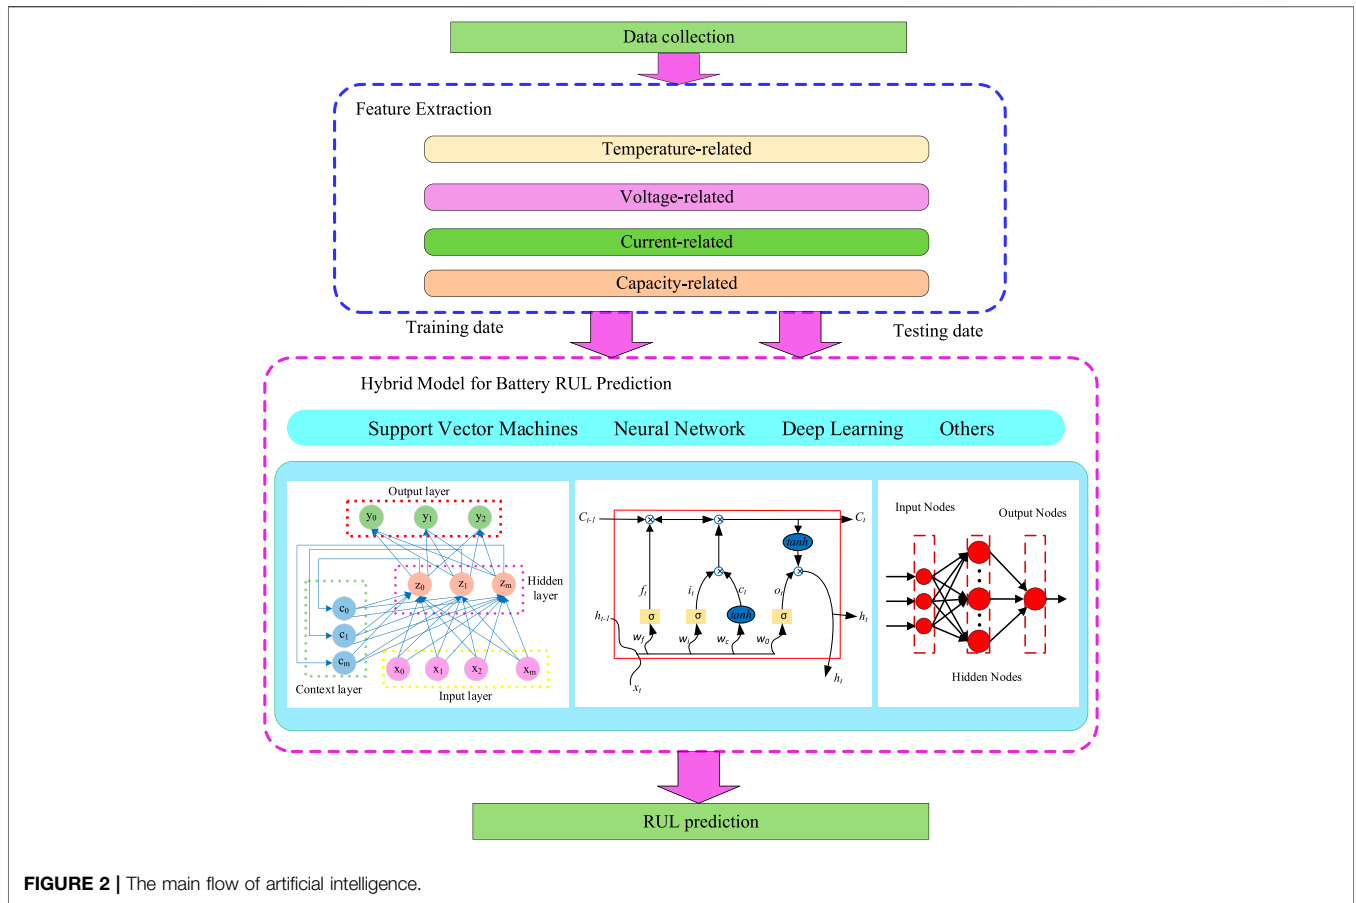 Data collection
Feature Extraction
Temperature-related
Voltage-related
Current-related
Capacity-related
Training date
Testing date
Hybrid Model for Battery RUL Prediction
Support Vector Machines Neural Network Deep Learning Others
Output layer
y0 y1 y2
z0 z1 zm
Hidden
layer
c0
c1
cm
x0 x1 x2 xm
Context layer
Input layer
Ct-1
Ct
tanh
ft
it
ct
ot
ht-1
σ
σ
tanh
σ
ht
wf
wi
wc
w0
xt
ht
Input Nodes
Output Nodes
Hidden Nodes
RUL prediction
FIGURE 2 | The main flow of artificial intelligence.